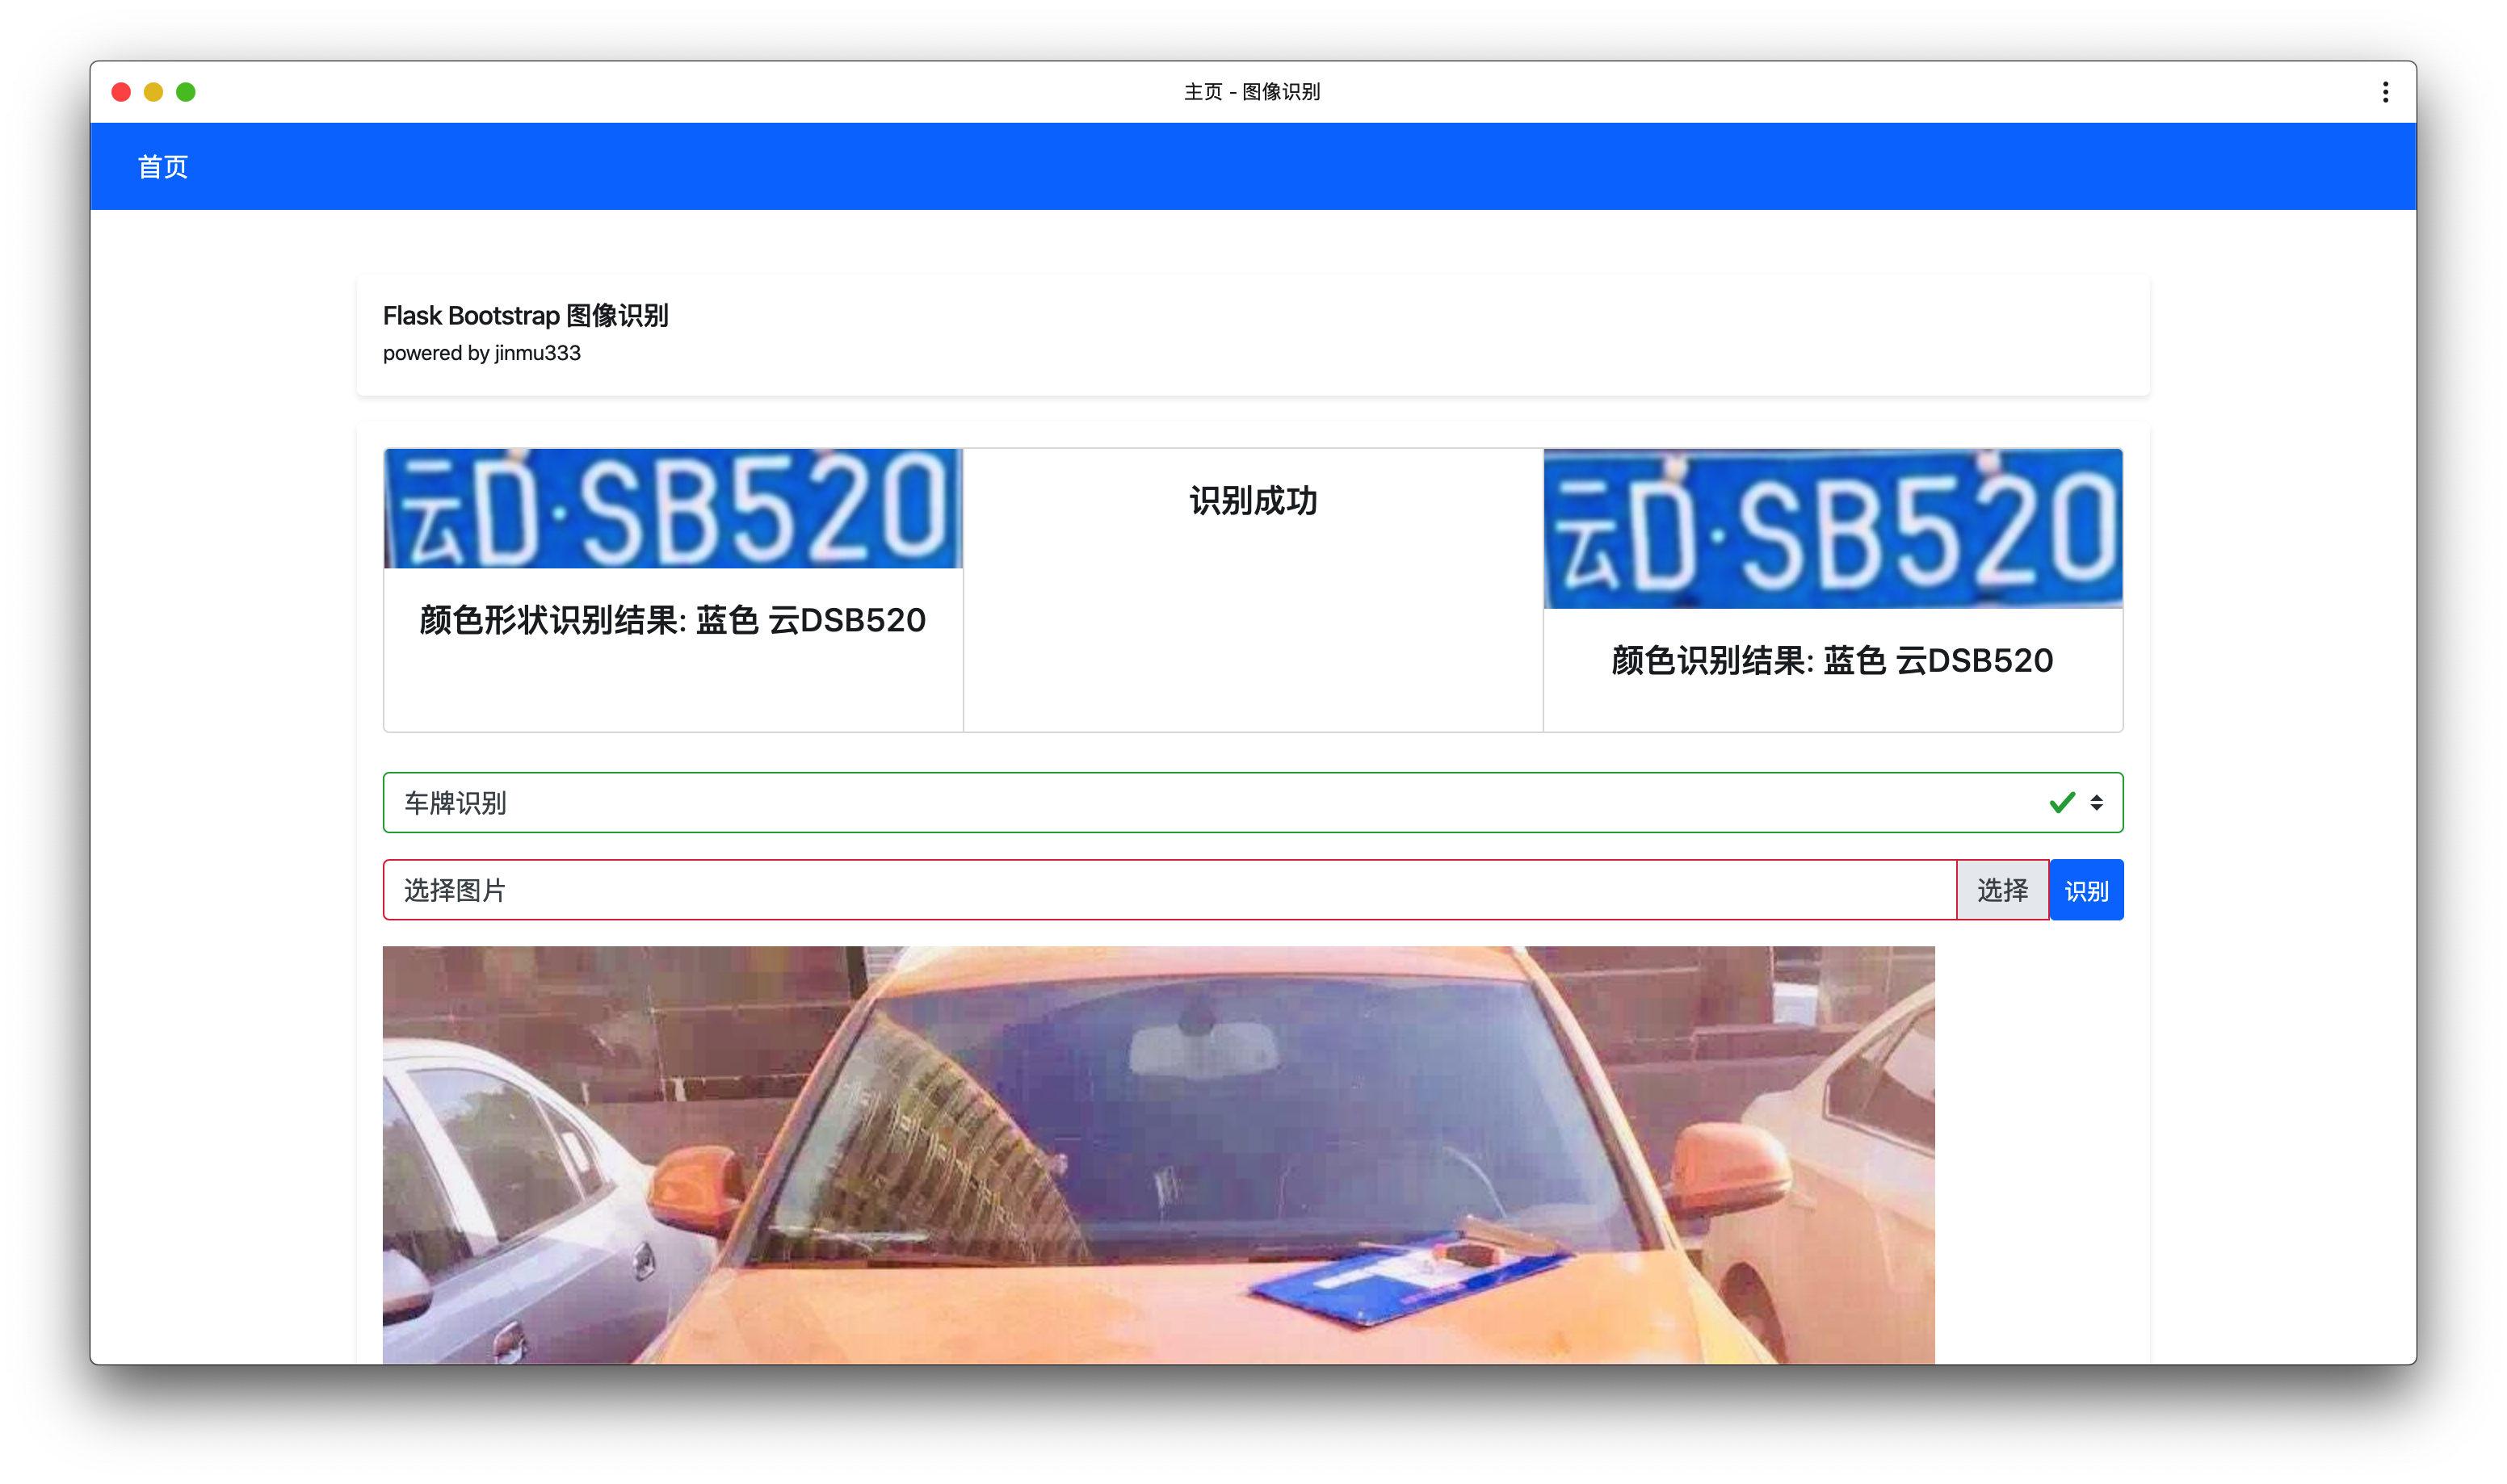 主页 - 图像识别
首页
Flask Bootstrap 图像识别
powered by jinmu333
云D·SB520
颜色形状识别结果: 蓝色 云DSB520
识别成功
云D·SB520
颜色识别结果: 蓝色 云DSB520
车牌识别
选择图片
选择
识别